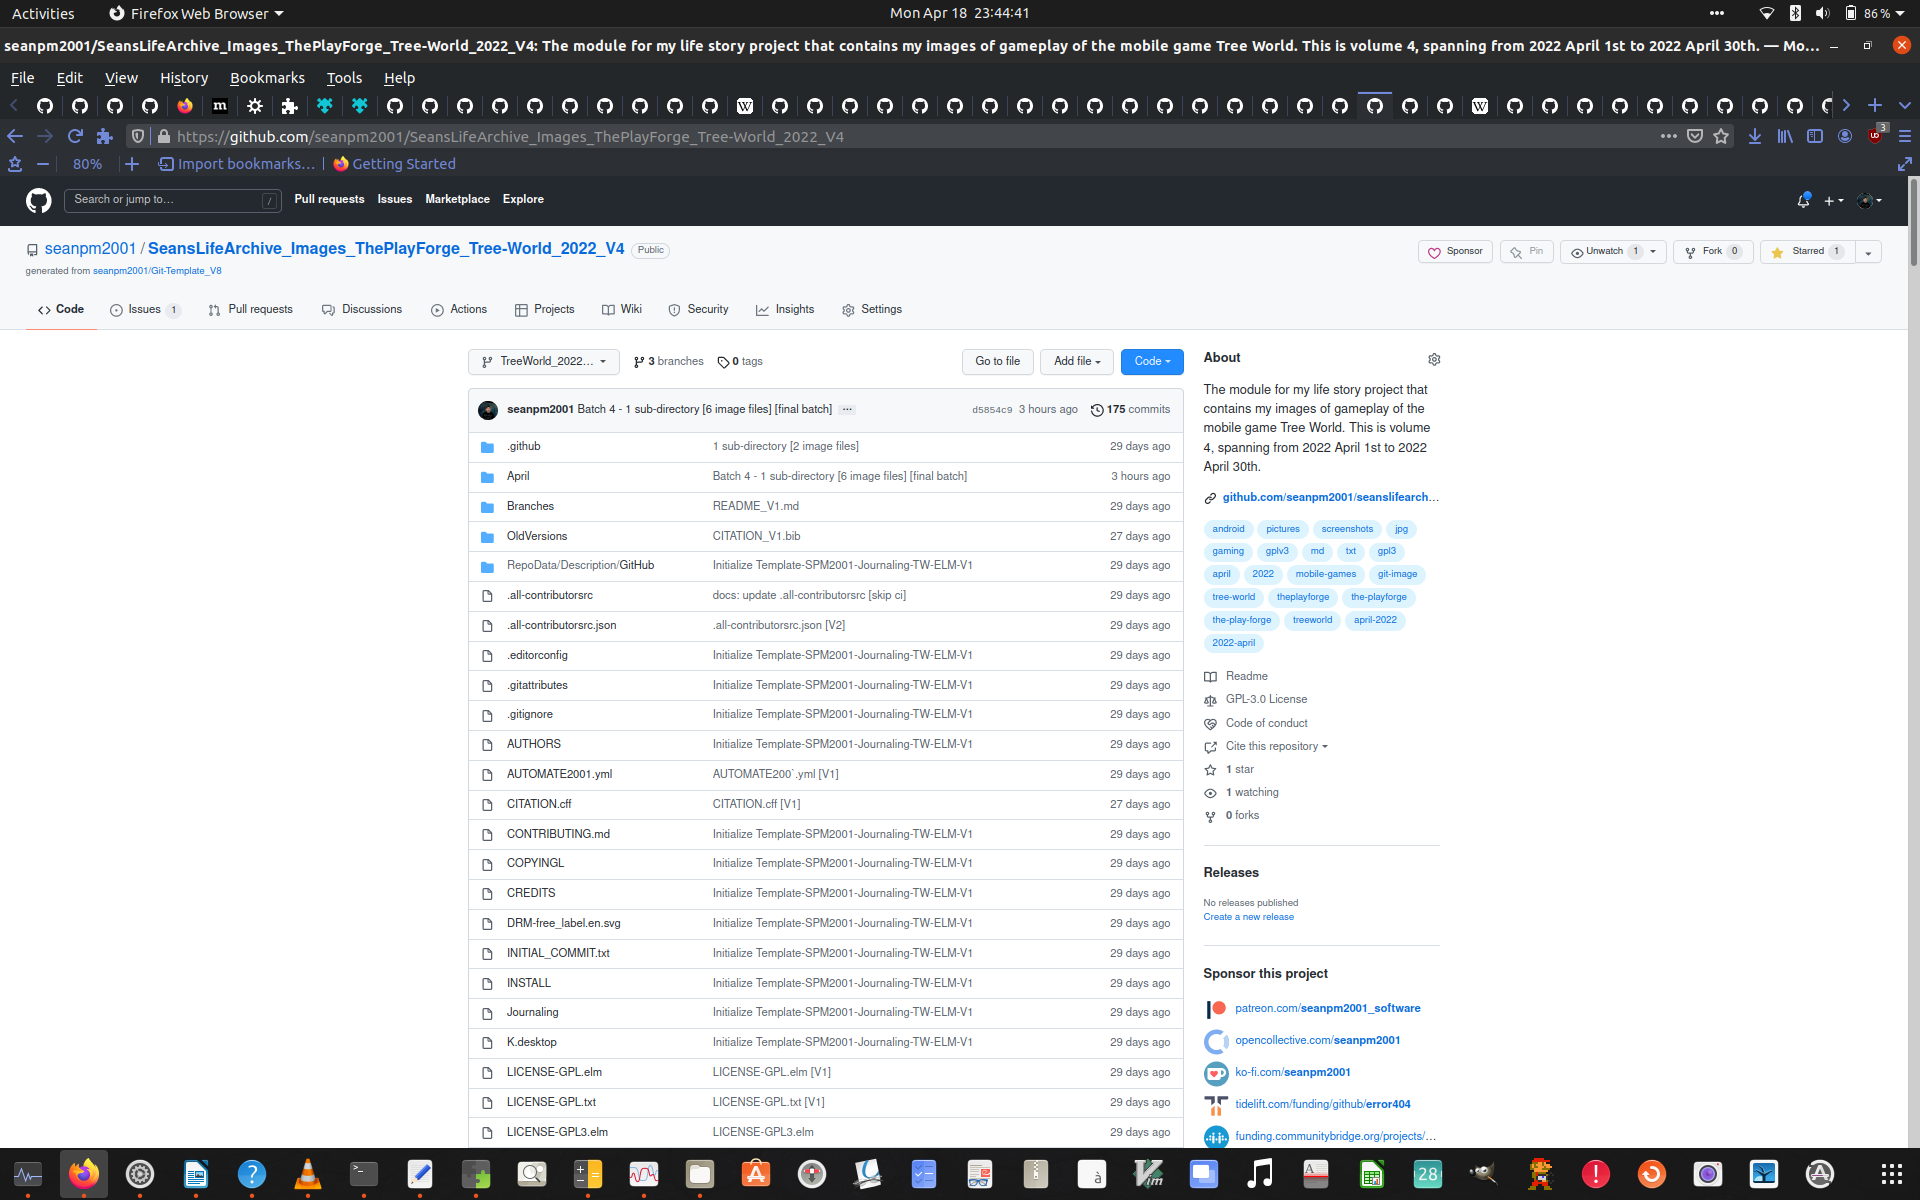 Activities Firefox Web Browser Mon Apr 18 23:44:41 86 %
seanpm2001/SeansLifeArchive_Images_ThePlayForge_Tree-World_2022_V4: The module for my life story project that contains my images of gameplay of the mobile game Tree World. This is volume 4, spanning from 2022 April 1st to 2022 April 30th. — Mo…
File Edit View History Bookmarks Tools Help
https://github.com/seanpm2001/SeansLifeArchive_Images_ThePlayForge_Tree-World_2022_V4 3
80% Import bookmarks… Getting Started
Search or jump to… / Pull requests Issues Marketplace Explore
seanpm2001 / SeansLifeArchive_Images_ThePlayForge_Tree-World_2022_V4 Public Sponsor Pin Unwatch 1 Fork 0 Starred 1
generated from seanpm2001/Git-Template_V8
Code Issues 1 Pull requests Discussions Actions Projects Wiki Security Insights Settings
TreeWorld_2022… 3 branches 0 tags Go to file Add file Code
seanpm2001 Batch 4 - 1 sub-directory [6 image files] [final batch] ... d5854c9 3 hours ago 175 commits
.github 1 sub-directory [2 image files] 29 days ago
April Batch 4 - 1 sub-directory [6 image files] [final batch] 3 hours ago
Branches README_V1.md 29 days ago
OldVersions CITATION_V1.bib 27 days ago
RepoData/Description/GitHub Initialize Template-SPM2001-Journaling-TW-ELM-V1 29 days ago
.all-contributorsrc docs: update .all-contributorsrc [skip ci] 29 days ago
.all-contributorsrc.json .all-contributorsrc.json [V2] 29 days ago
.editorconfig Initialize Template-SPM2001-Journaling-TW-ELM-V1 29 days ago
.gitattributes Initialize Template-SPM2001-Journaling-TW-ELM-V1 29 days ago
.gitignore Initialize Template-SPM2001-Journaling-TW-ELM-V1 29 days ago
AUTHORS Initialize Template-SPM2001-Journaling-TW-ELM-V1 29 days ago
AUTOMATE2001.yml AUTOMATE200`.yml [V1] 29 days ago
CITATION.cff CITATION.cff [V1] 27 days ago
CONTRIBUTING.md Initialize Template-SPM2001-Journaling-TW-ELM-V1 29 days ago
COPYINGL Initialize Template-SPM2001-Journaling-TW-ELM-V1 29 days ago
CREDITS Initialize Template-SPM2001-Journaling-TW-ELM-V1 29 days ago
DRM-free_label.en.svg Initialize Template-SPM2001-Journaling-TW-ELM-V1 29 days ago
INITIAL_COMMIT.txt Initialize Template-SPM2001-Journaling-TW-ELM-V1 29 days ago
INSTALL Initialize Template-SPM2001-Journaling-TW-ELM-V1 29 days ago
Journaling Initialize Template-SPM2001-Journaling-TW-ELM-V1 29 days ago
K.desktop Initialize Template-SPM2001-Journaling-TW-ELM-V1 29 days ago
LICENSE-GPL.elm LICENSE-GPL.elm [V1] 29 days ago
LICENSE-GPL.txt LICENSE-GPL.txt [V1] 29 days ago
LICENSE-GPL3.elm LICENSE-GPL3.elm 29 days ago
About
The module for my life story project that
contains my images of gameplay of the
mobile game Tree World. This is volume
4, spanning from 2022 April 1st to 2022
April 30th.
github.com/seanpm2001/seanslifearch…
android pictures screenshots jpg
gaming gplv3 md txt gpl3
april 2022 mobile-games git-image
tree-world theplayforge the-playforge
the-play-forge treeworld april-2022
2022-april
Readme
GPL-3.0 License
Code of conduct
Cite this repository
1 star
1 watching
0 forks
Releases
No releases published
Create a new release
Sponsor this project
patreon.com/seanpm2001_software
opencollective.com/seanpm2001
ko-fi.com/seanpm2001
tidelift.com/funding/github/error404
funding.communitybridge.org/projects/…
28